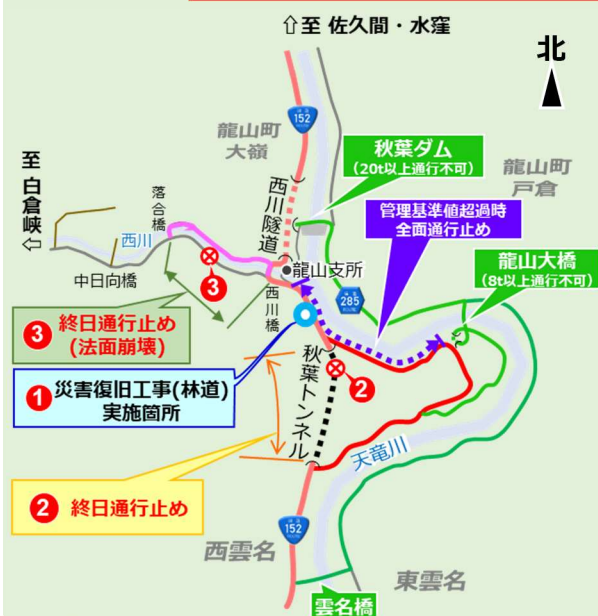 ⇧至 佐久間・水窪
北
国道
152
ROUTE
龍山町
大嶺
秋葉ダム
(20t以上通行不可)
龍山町
戸倉
至
白倉峡
⇦
落合橋
西川
西川隧道
管理基準値超過時
全面通行止め
龍山大橋
(8t以上通行不可)
龍山支所
中日向橋
3
西川橋
国道
285
3 終日通行止め
(法面崩壊)
1 災害復旧工事(林道)
実施箇所
2
秋葉トンネル
天竜川
2 終日通行止め
152
ROUTE
西雲名
東雲名
雲名橋